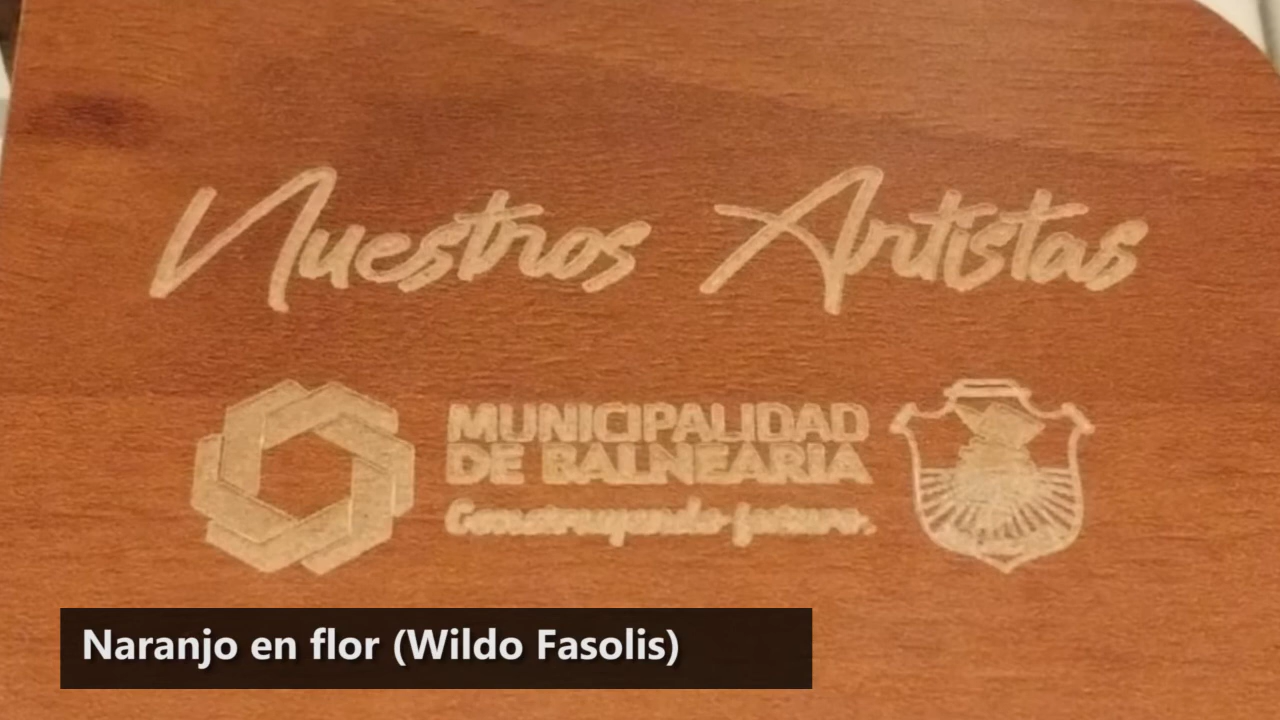 Nuestros Artistas
MUNICIPALIDAD
DE BALNEARIA
Construyendo futuro.
Naranjo en flor (Wildo Fasolis)